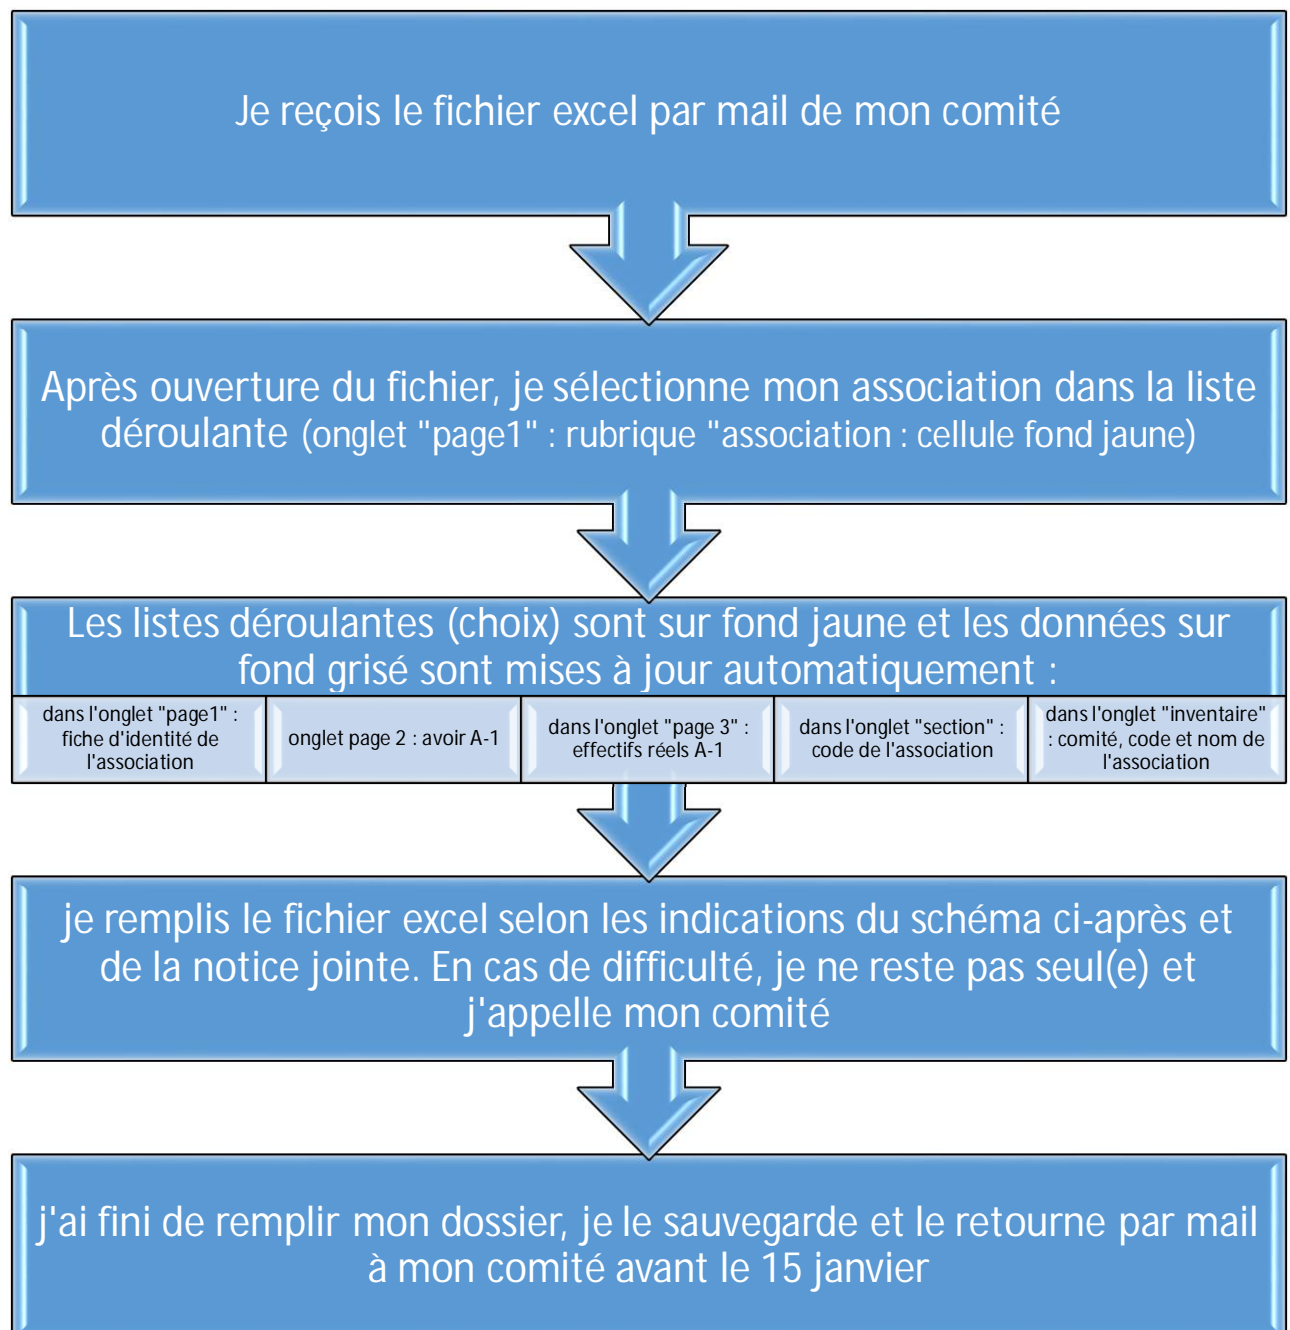 Je reçois le fichier excel par mail de mon comité
Après ouverture du fichier, je sélectionne mon association dans la liste
déroulante (onglet "page1" : rubrique "association : cellule fond jaune)
Les listes déroulantes (choix) sont sur fond jaune et les données sur
fond grisé sont mises à jour automatiquement :
dans l'onglet "page1" :
fiche d'identité de
l'association
onglet page 2 : avoir A-1
dans l'onglet "page 3" :
effectifs réels A-1
dans l'onglet "section" :
code de l'association
dans l'onglet "inventaire"
: comité, code et nom de
l'association
je remplis le fichier excel selon les indications du schéma ci-après et
de la notice jointe. En cas de difficulté, je ne reste pas seul(e) et
j'appelle mon comité
j'ai fini de remplir mon dossier, je le sauvegarde et le retourne par mail
à mon comité avant le 15 janvier